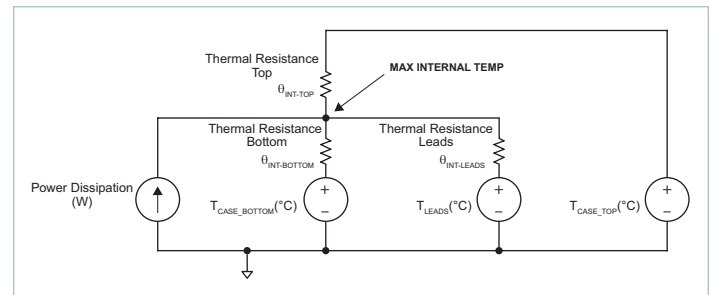 Thermal Resistance
Top
θINT-TOP
MAX INTERNAL TEMP
Thermal Resistance
Bottom
θINT-BOTTOM
Thermal Resistance
Leads
θINT-LEADS
Power Dissipation
(W)
+
–
TCASE_BOTTOM(°C)
+
–
TLEADS(°C)
+
–
TCASE_TOP(°C)